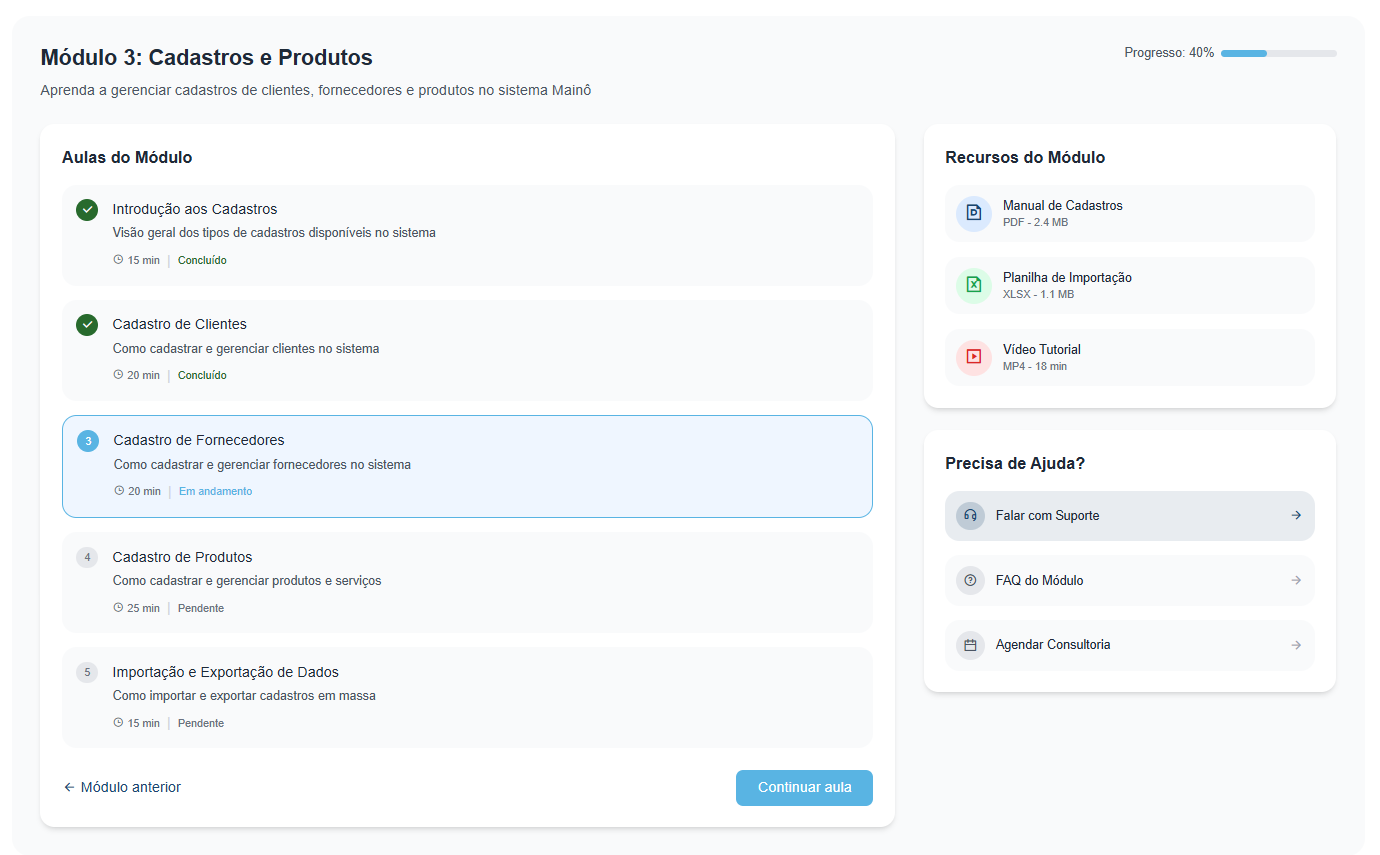 Módulo 3: Cadastros e Produtos
Aprenda a gerenciar cadastros de clientes, fornecedores e produtos no sistema Mainô
Progresso: 40%
Aulas do Módulo
Introdução aos Cadastros
Visão geral dos tipos de cadastros disponíveis no sistema
15 min | Concluído
Cadastro de Clientes
Como cadastrar e gerenciar clientes no sistema
20 min | Concluído
3
Cadastro de Fornecedores
Como cadastrar e gerenciar fornecedores no sistema
20 min | Em andamento
4
Cadastro de Produtos
Como cadastrar e gerenciar produtos e serviços
25 min | Pendente
5
Importação e Exportação de Dados
Como importar e exportar cadastros em massa
15 min | Pendente
← Módulo anterior
Continuar aula
Recursos do Módulo
Manual de Cadastros
PDF - 2.4 MB
Planilha de Importação
XLSX - 1.1 MB
Vídeo Tutorial
MP4 - 18 min
Precisa de Ajuda?
Falar com Suporte →
FAQ do Módulo →
Agendar Consultoria →